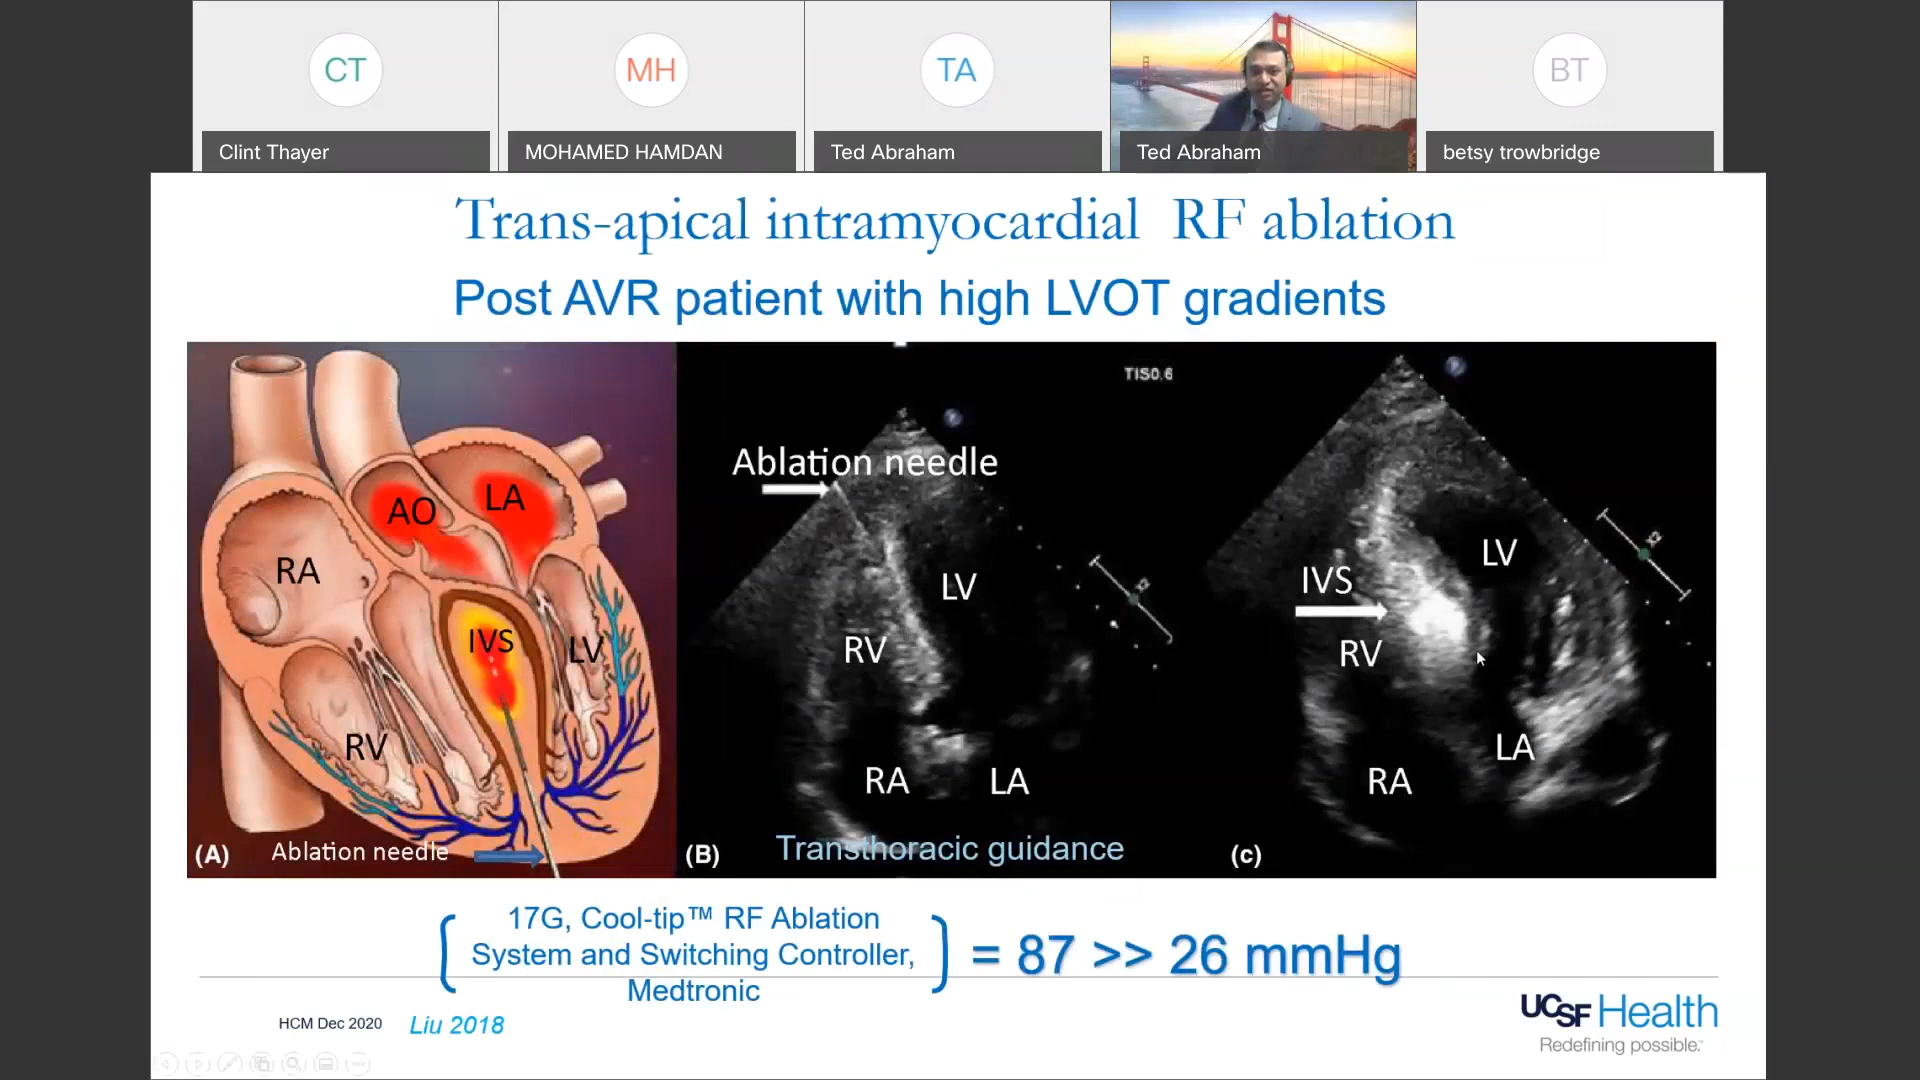 CT
MH
TA
BT
Clint Thayer
MOHAMED HAMDAN
Ted Abraham
Ted Abraham
betsy trowbridge
Trans-apical intramyocardial RF ablation
Post AVR patient with high LVOT gradients
AO
LA
RA
IVS
LV
RV
(A)
Ablation needle
TIS0.6
Ablation needle
LV
RV
RA
LA
(B)
Transthoracic guidance
LV
IVS
RV
LA
RA
(c)
17G, Cool-tip™ RF Ablation
System and Switching Controller,
Medtronic
= 87 >> 26 mmHg
HCM Dec 2020
Liu 2018
UCSF Health
Redefining possible.™